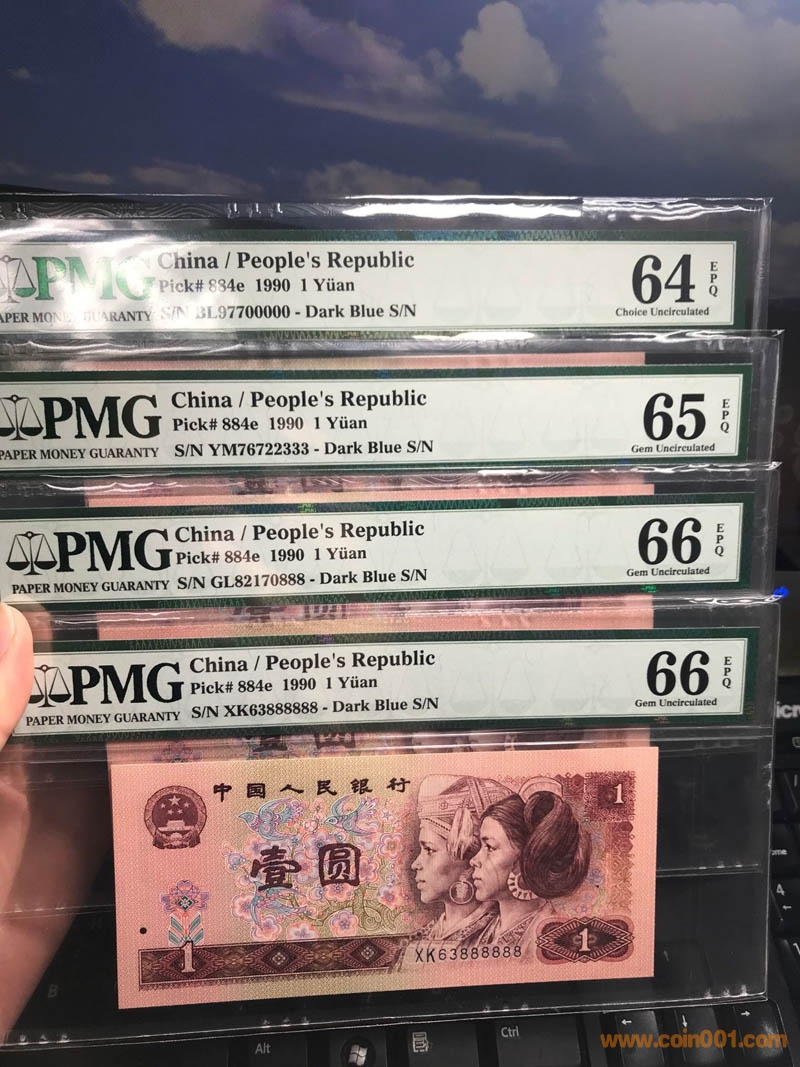 PMG
China / People's Republic
Pick# 884e 1990 1 Yüan
S/N BL97700000 - Dark Blue S/N
PAPER MONEY GUARANTY
64
EPQ
Choice Uncirculated
PMG
China / People's Republic
Pick# 884e 1990 1 Yüan
S/N YM76722333 - Dark Blue S/N
PAPER MONEY GUARANTY
65
EPQ
Gem Uncirculated
PMG
China / People's Republic
Pick# 884e 1990 1 Yüan
S/N GL82170888 - Dark Blue S/N
PAPER MONEY GUARANTY
66
EPQ
Gem Uncirculated
PMG
China / People's Republic
Pick# 884e 1990 1 Yüan
S/N XK63888888 - Dark Blue S/N
PAPER MONEY GUARANTY
66
EPQ
Gem Uncirculated
中国人民银行
1
壹圆
1
1
XK63888888
Alt
Ctrl
www.coin001.com